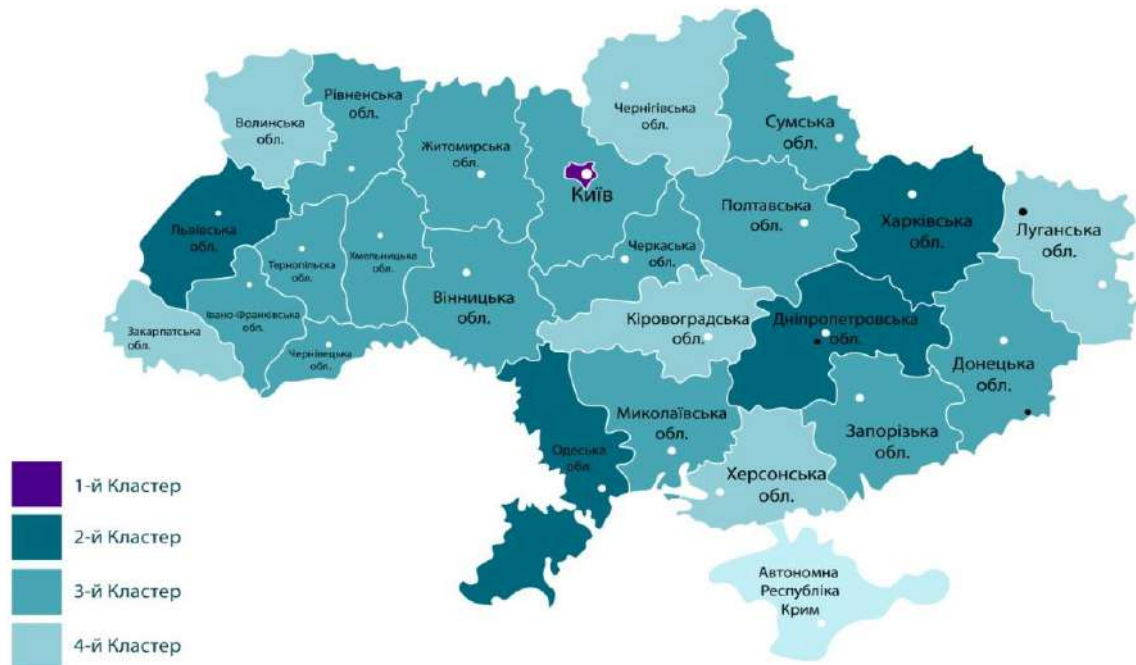 Волинська
обл.
Рівненська
обл.
Житомирська
обл.
Київ
Чернігівська
обл.
Сумська
обл.
Львівська
обл.
Тернопільска
обл.
Хмельницька
обл.
Вінницька
обл.
Черкаська
обл.
Полтавська
обл.
Харківська
обл.
Луганська
обл.
Закарпатська
обл.
Івано-Франківська
обл.
Чернівецька
обл.
Кіровоградська
обл.
Дніпропетровська
обл.
Донецька
обл.
Одеська
обл.
Миколаївська
обл.
Запорізька
обл.
Херсонська
обл.
Автономна
Республіка
Крим
1-й Кластер
2-й Кластер
3-й Кластер
4-й Кластер